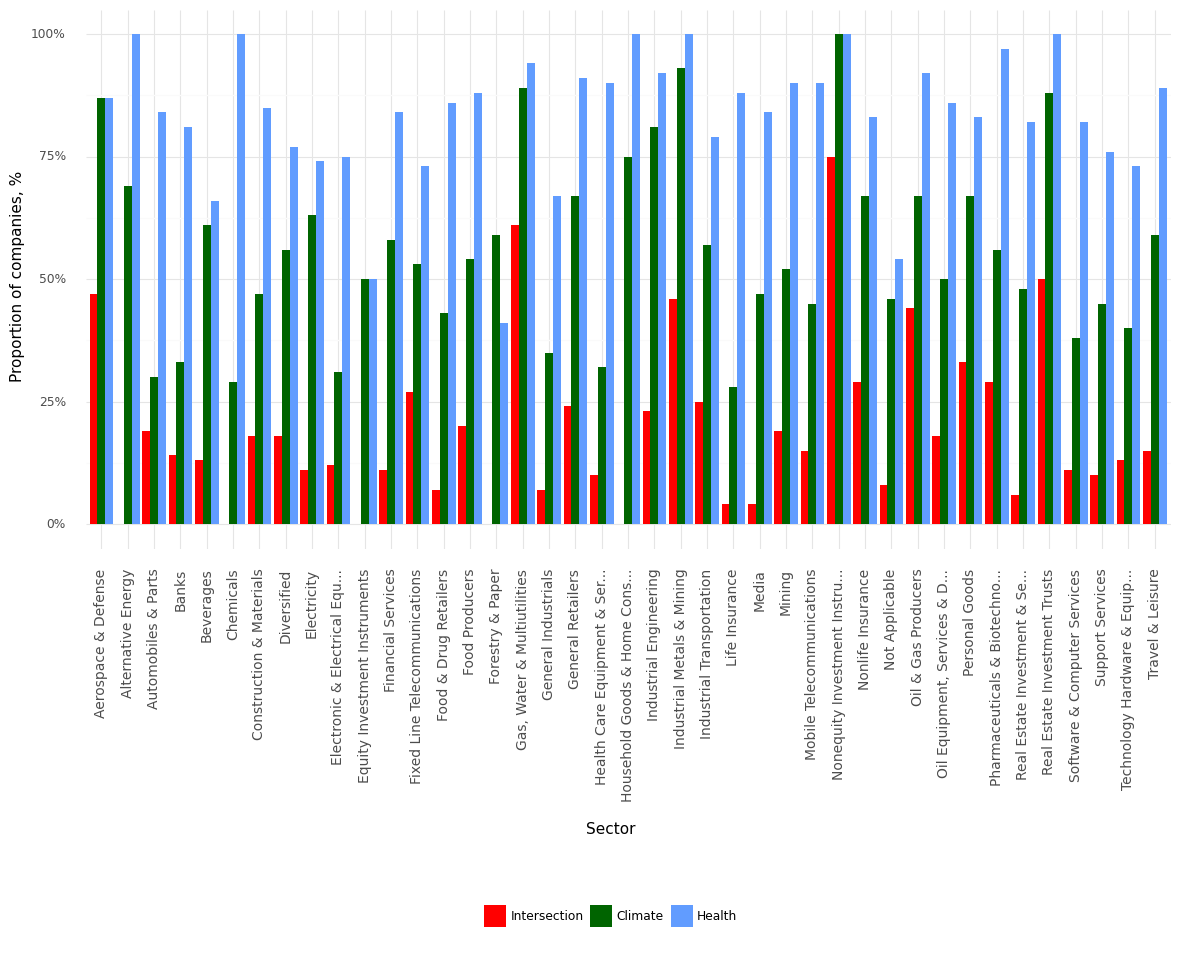 Proportion of companies, %
100%
75%
50%
25%
0%
Aerospace & Defense
Alternative Energy
Automobiles & Parts
Banks
Beverages
Chemicals
Construction & Materials
Diversified
Electricity
Electronic & Electrical Equ...
Equity Investment Instruments
Financial Services
Fixed Line Telecommunications
Food & Drug Retailers
Food Producers
Forestry & Paper
Gas, Water & Multiutilities
General Industrials
General Retailers
Health Care Equipment & Ser...
Household Goods & Home Cons...
Industrial Engineering
Industrial Metals & Mining
Industrial Transportation
Life Insurance
Media
Mining
Mobile Telecommunications
Nonequity Investment Instru...
Nonlife Insurance
Not Applicable
Oil & Gas Producers
Oil Equipment, Services & D...
Personal Goods
Pharmaceuticals & Biotechno...
Real Estate Investment & Se...
Real Estate Investment Trusts
Software & Computer Services
Support Services
Technology Hardware & Equip...
Travel & Leisure
Sector
Intersection
Climate
Health